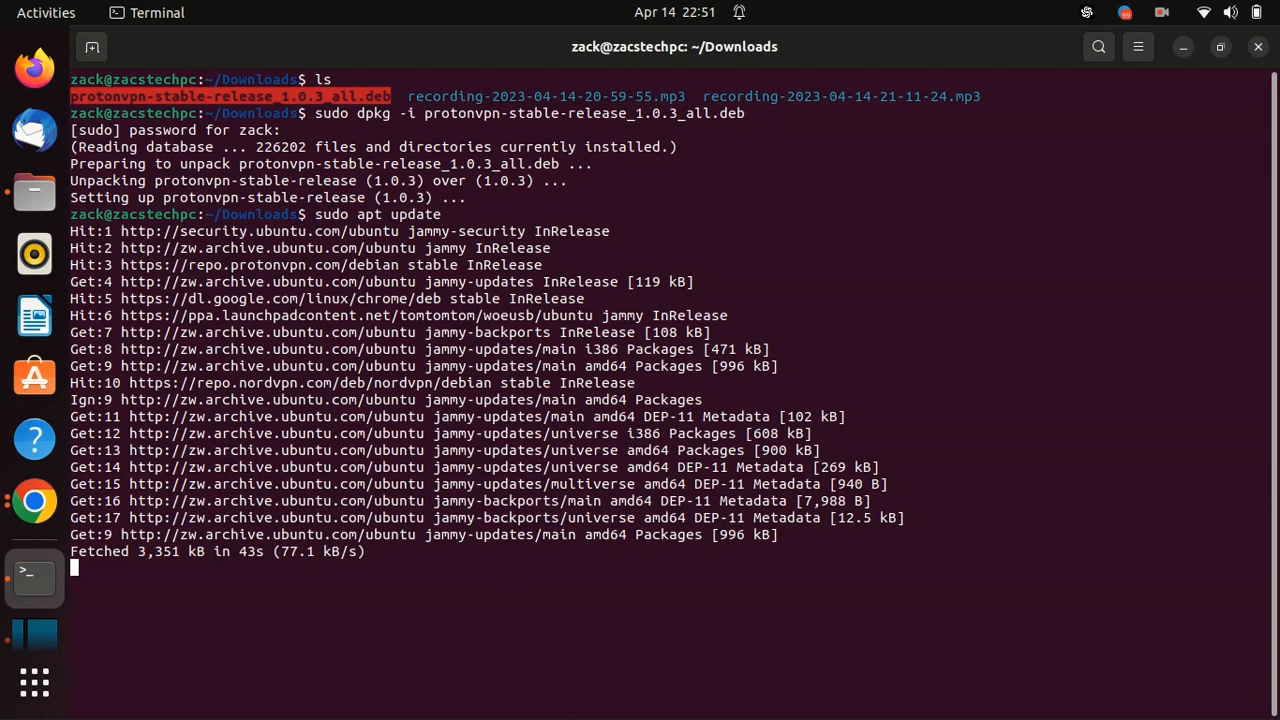 Activities Terminal Apr 14 22:51 99
zack@zacstechpc: ~/Downloads
zack@zacstechpc:~/Downloads$ ls
protonvpn-stable-release_1.0.3_all.deb recording-2023-04-14-20-59-55.mp3 recording-2023-04-14-21-11-24.mp3
zack@zacstechpc:~/Downloads$ sudo dpkg -i protonvpn-stable-release_1.0.3_all.deb
[sudo] password for zack:
(Reading database ... 226202 files and directories currently installed.)
Preparing to unpack protonvpn-stable-release_1.0.3_all.deb ...
Unpacking protonvpn-stable-release (1.0.3) over (1.0.3) ...
Setting up protonvpn-stable-release (1.0.3) ...
zack@zacstechpc:~/Downloads$ sudo apt update
Hit:1 http://security.ubuntu.com/ubuntu jammy-security InRelease
Hit:2 http://zw.archive.ubuntu.com/ubuntu jammy InRelease
Hit:3 https://repo.protonvpn.com/debian stable InRelease
Get:4 http://zw.archive.ubuntu.com/ubuntu jammy-updates InRelease [119 kB]
Hit:5 https://dl.google.com/linux/chrome/deb stable InRelease
Hit:6 https://ppa.launchpadcontent.net/tomtomtom/woeusb/ubuntu jammy InRelease
Get:7 http://zw.archive.ubuntu.com/ubuntu jammy-backports InRelease [108 kB]
Get:8 http://zw.archive.ubuntu.com/ubuntu jammy-updates/main i386 Packages [471 kB]
Get:9 http://zw.archive.ubuntu.com/ubuntu jammy-updates/main amd64 Packages [996 kB]
Hit:10 https://repo.nordvpn.com/deb/nordvpn/debian stable InRelease
Ign:9 http://zw.archive.ubuntu.com/ubuntu jammy-updates/main amd64 Packages
Get:11 http://zw.archive.ubuntu.com/ubuntu jammy-updates/main amd64 DEP-11 Metadata [102 kB]
Get:12 http://zw.archive.ubuntu.com/ubuntu jammy-updates/universe i386 Packages [608 kB]
Get:13 http://zw.archive.ubuntu.com/ubuntu jammy-updates/universe amd64 Packages [900 kB]
Get:14 http://zw.archive.ubuntu.com/ubuntu jammy-updates/universe amd64 DEP-11 Metadata [269 kB]
Get:15 http://zw.archive.ubuntu.com/ubuntu jammy-updates/multiverse amd64 DEP-11 Metadata [940 B]
Get:16 http://zw.archive.ubuntu.com/ubuntu jammy-backports/main amd64 DEP-11 Metadata [7,988 B]
Get:17 http://zw.archive.ubuntu.com/ubuntu jammy-backports/universe amd64 DEP-11 Metadata [12.5 kB]
Get:9 http://zw.archive.ubuntu.com/ubuntu jammy-updates/main amd64 Packages [996 kB]
Fetched 3,351 kB in 43s (77.1 kB/s)